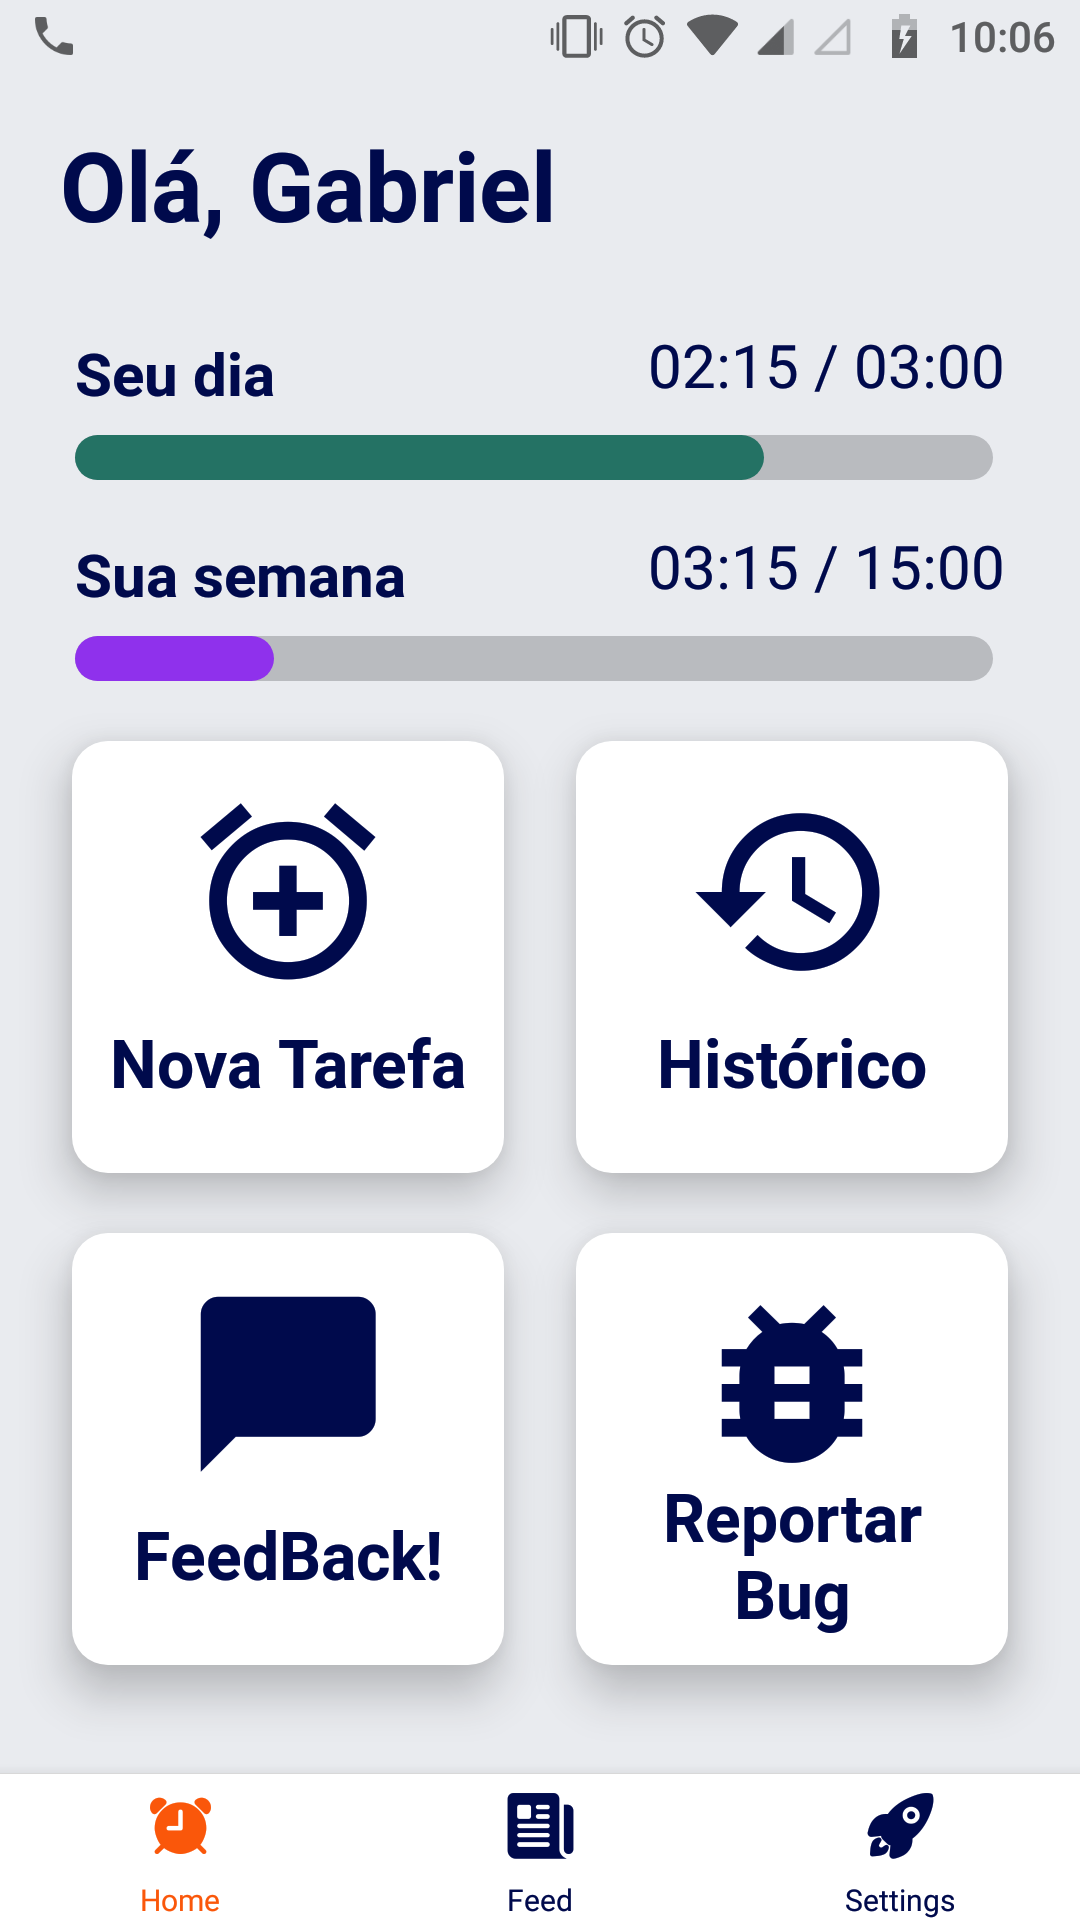 10:06
Olá, Gabriel
Seu dia
02:15 / 03:00
Sua semana
03:15 / 15:00
Nova Tarefa
Histórico
FeedBack!
Reportar
Bug
Home
Feed
Settings